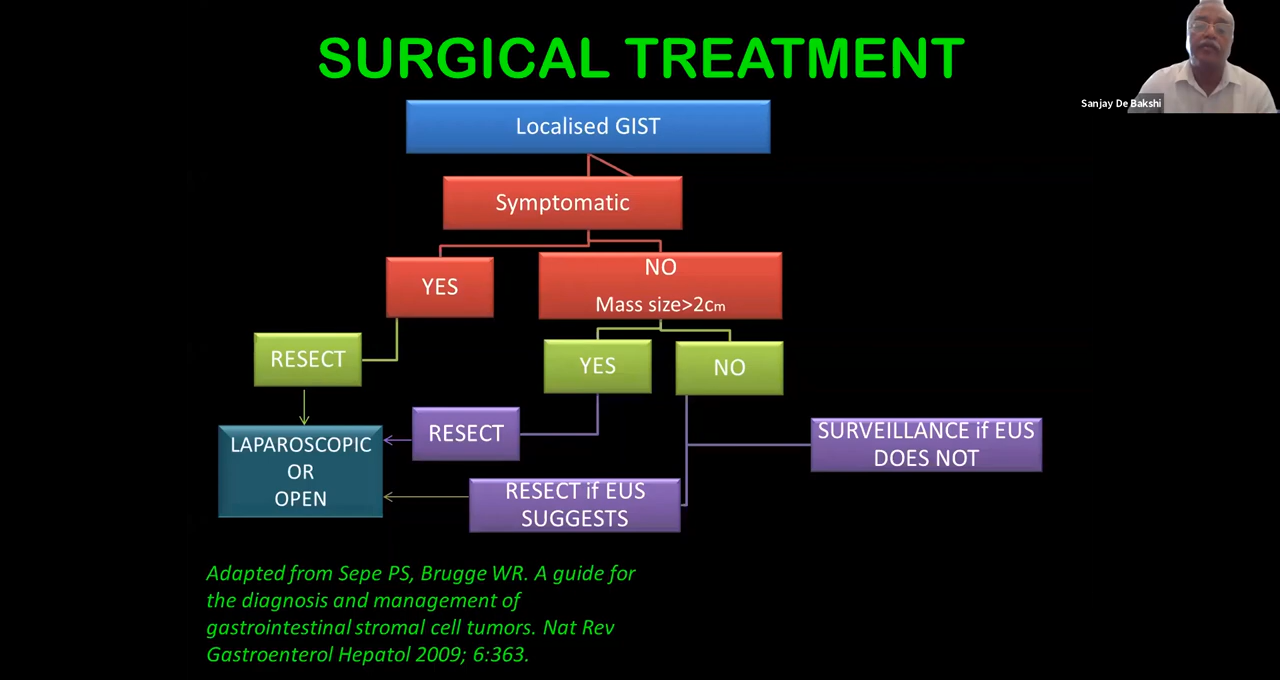 SURGICAL TREATMENT
Sanjay De Bakshi
Localised GIST
Symptomatic
YES
NO
Mass size>2cm
RESECT
YES
NO
LAPAROSCOPIC
OR
OPEN
RESECT
SURVEILLANCE if EUS
DOES NOT
RESECT if EUS
SUGGESTS
Adapted from Sepe PS, Brugge WR. A guide for
the diagnosis and management of
gastrointestinal stromal cell tumors. Nat Rev
Gastroenterol Hepatol 2009; 6:363.